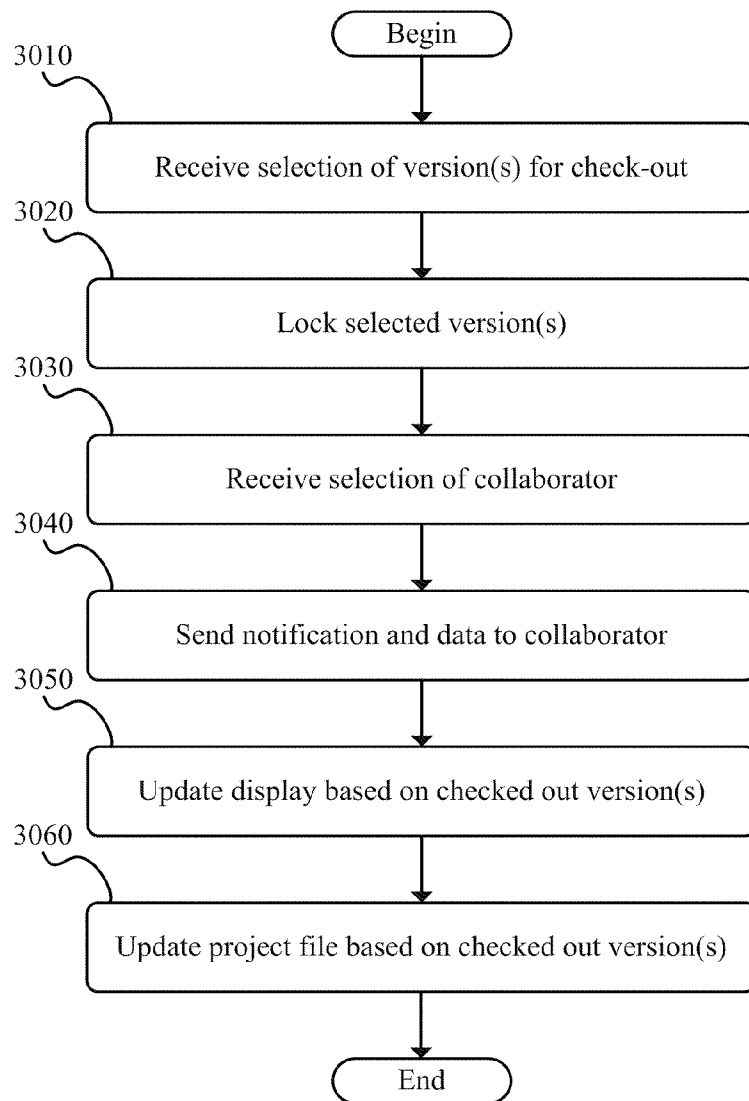 Begin
3010
Receive selection of version(s) for check-out
3020
Lock selected version(s)
3030
Receive selection of collaborator
3040
Send notification and data to collaborator
3050
Update display based on checked out version(s)
3060
Update project file based on checked out version(s)
End